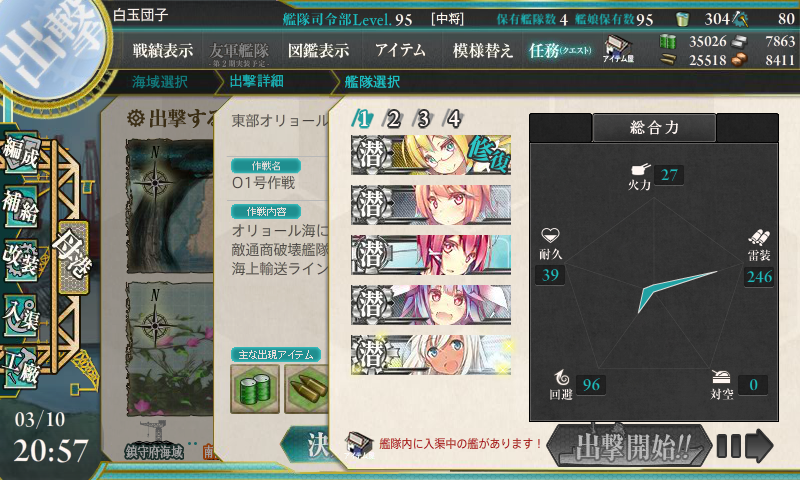 出撃
白玉団子
艦隊司令部Level. 95 [中将]
保有艦隊数 4 艦娘保有数 95
304 80
戦績表示
友軍艦隊
-第2期実装予定-
図鑑表示
アイテム
模様替え
任務(クエスト)
アイテム屋
35026 7863
25518 8411
海域選択
出撃詳細
艦隊選択
編成
補給
改装
入渠
工廠
母港
03/10
20:57
出撃する
N
N
鎮守府海域
南
東部オリョール
作戦名
O1号作戦
作戦内容
オリョール海に
敵通商破壊艦隊
海上輸送ライン
主な出現アイテム
決
1 2 3 4
潜 修復
潜
潜
潜
潜
総合力
火力 27
耐久
39
雷装
246
回避 96
対空 0
艦隊内に入渠中の艦があります!
出撃開始!!